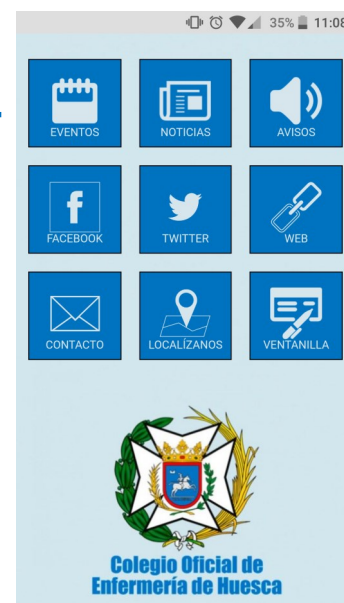 35% 11:08
EVENTOS NOTICIAS AVISOS
FACEBOOK TWITTER WEB
CONTACTO LOCALÍZANOS VENTANILLA
Colegio Oficial de
Enfermería de Huesca